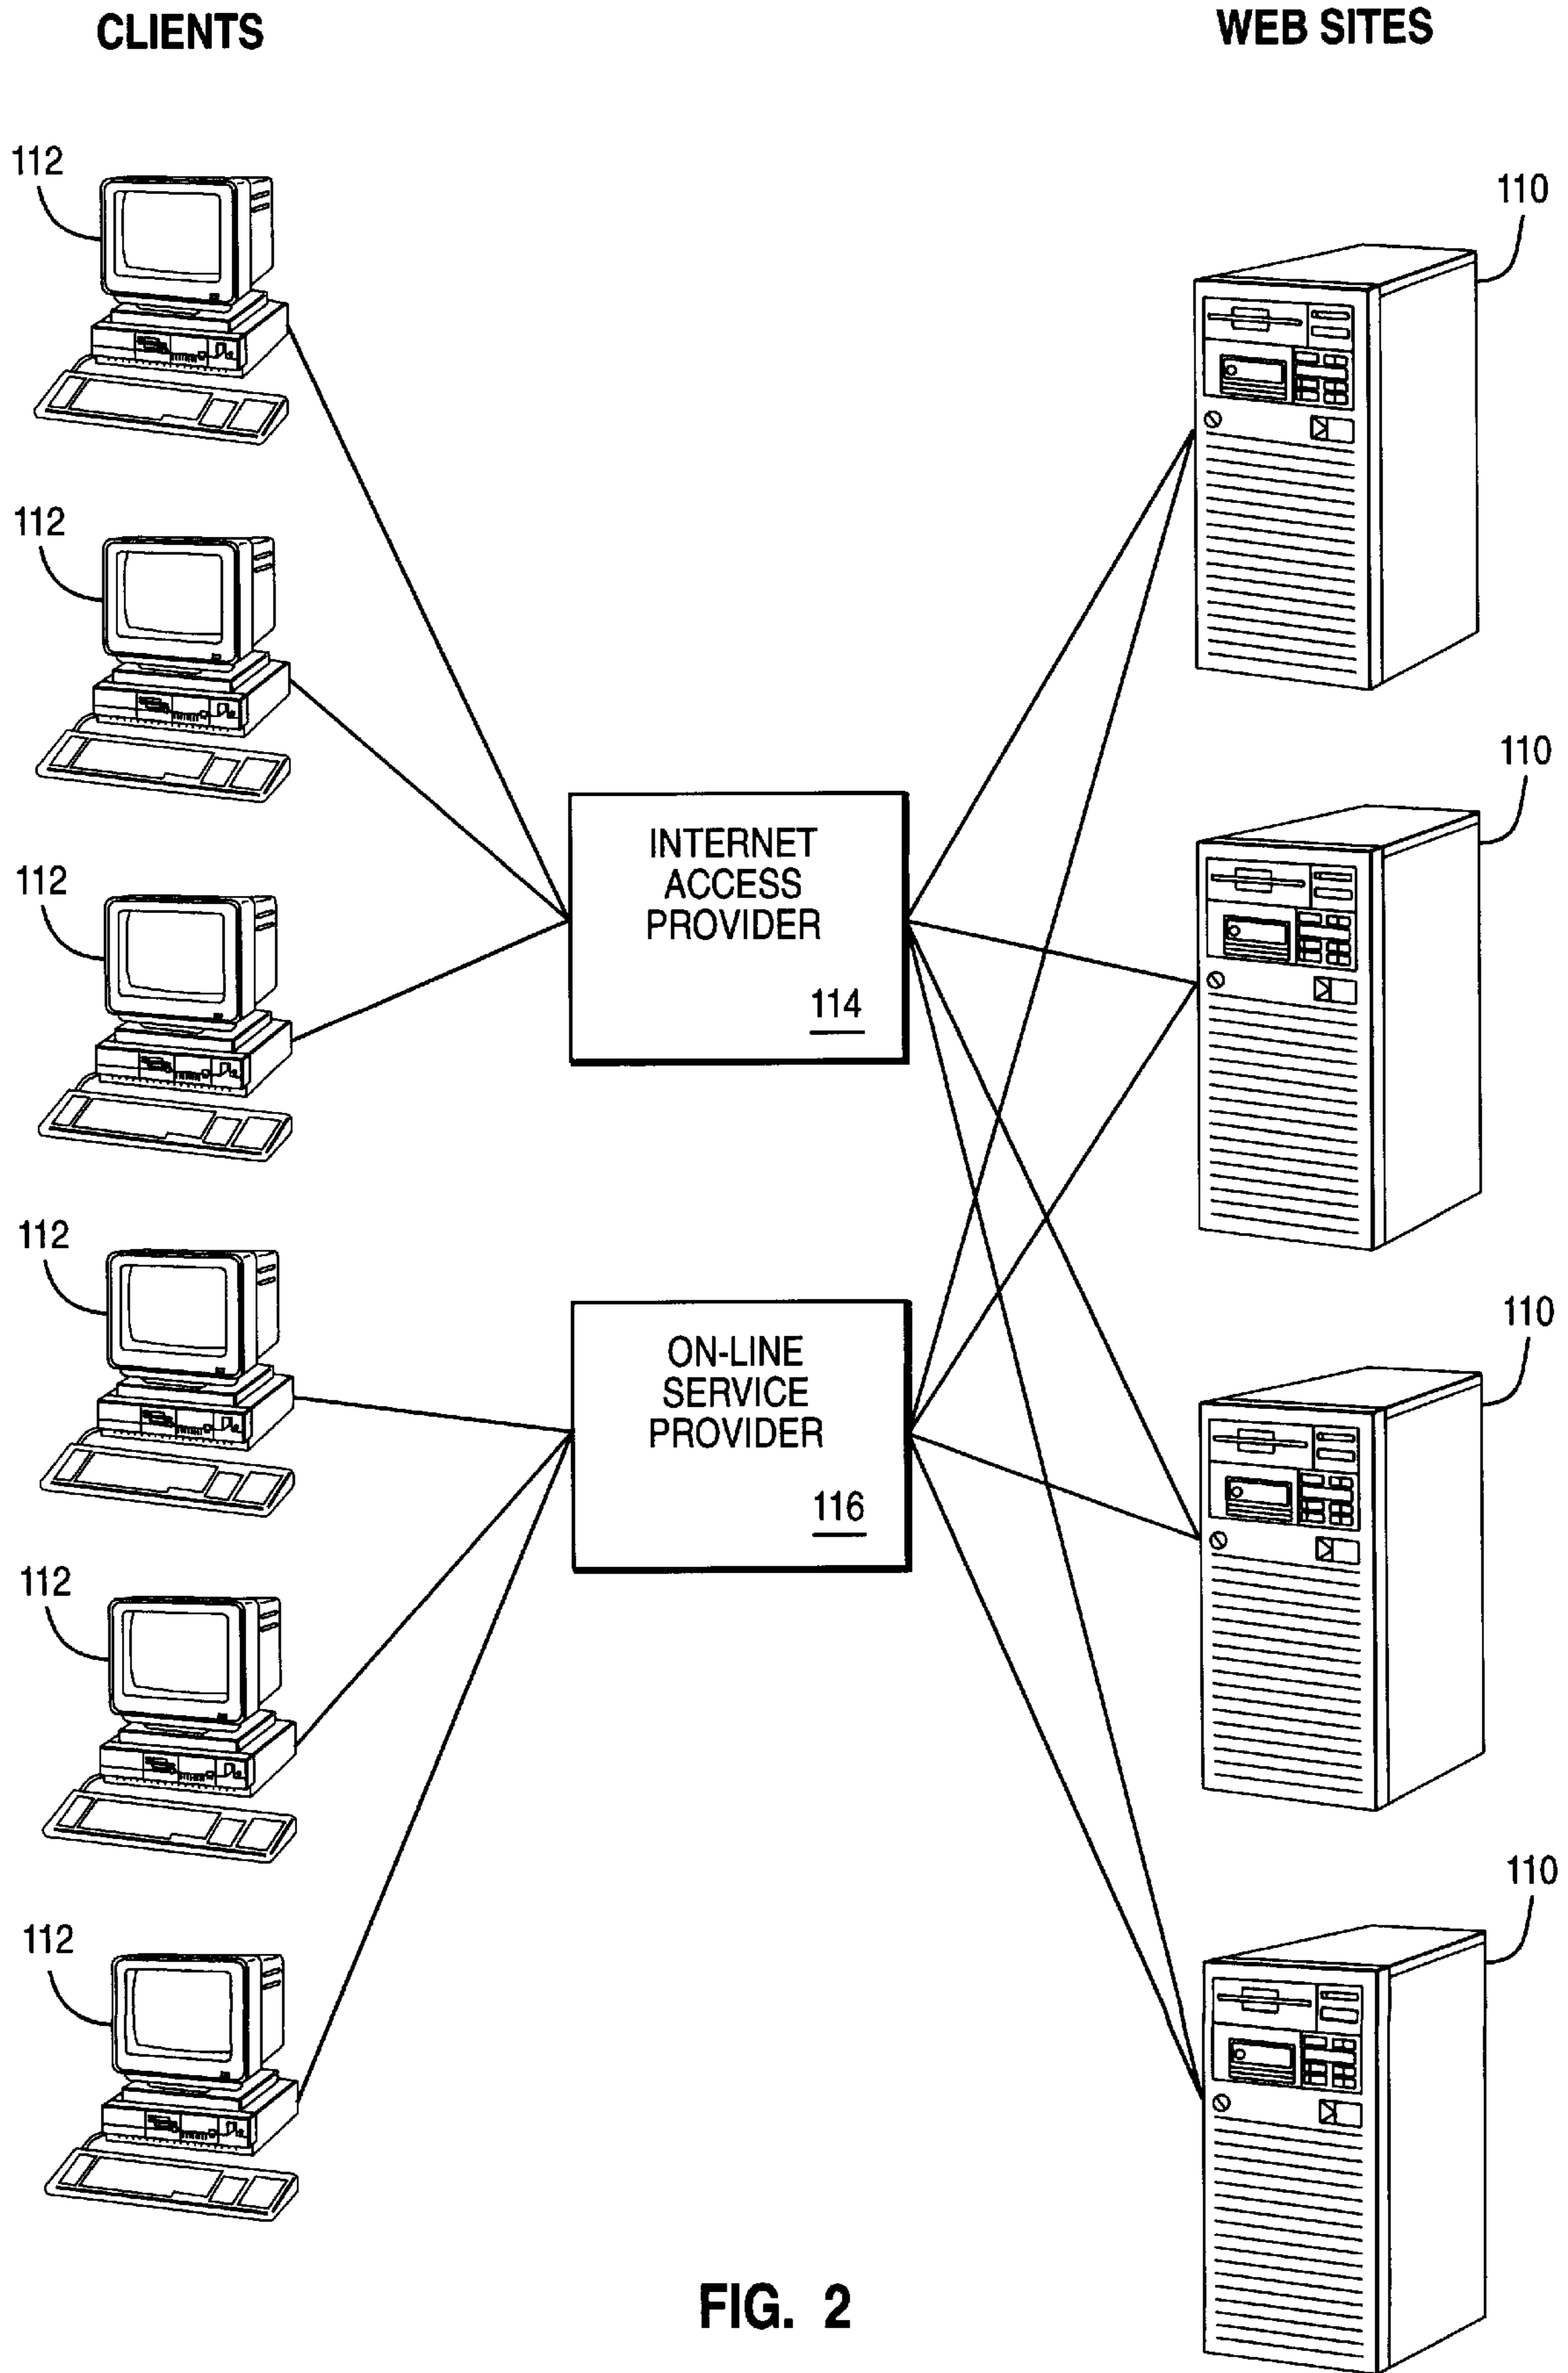 CLIENTS
WEB SITES
112
110
112
110
112
INTERNET
ACCESS
PROVIDER
114
112
110
ON-LINE
SERVICE
PROVIDER
116
112
110
112
FIG. 2